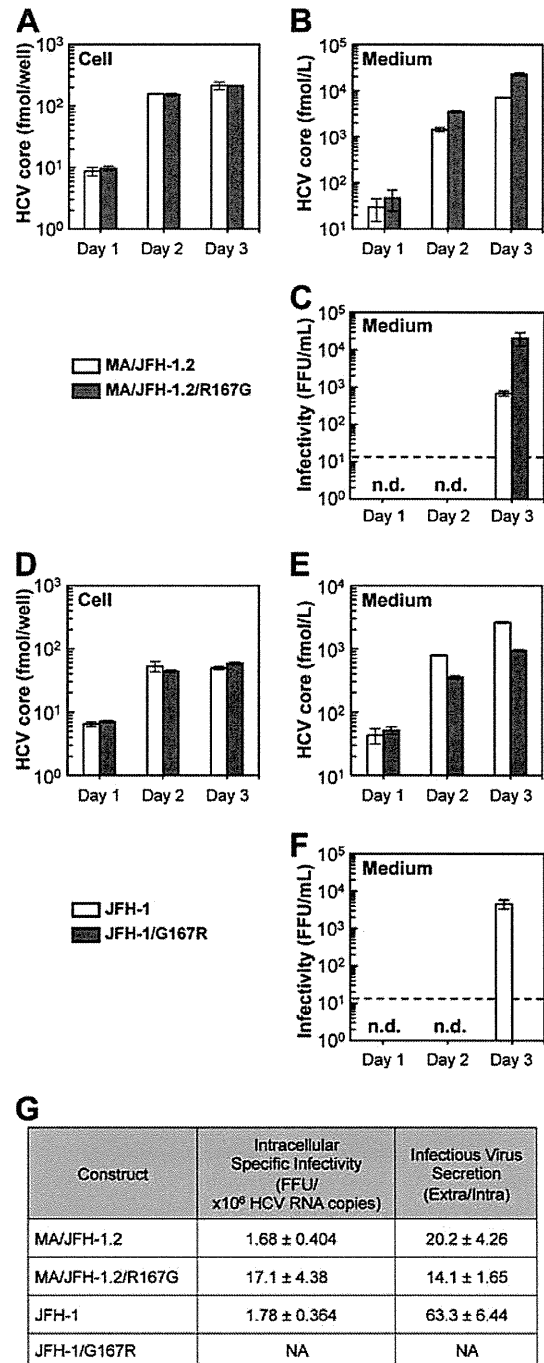 A
Cell
HCV core (fmol/well)
10³
10²
10¹
10⁰
Day 1 Day 2 Day 3
B
Medium
HCV core (fmol/L)
10⁵
10⁴
10³
10²
10¹
Day 1 Day 2 Day 3
MA/JFH-1.2
MA/JFH-1.2/R167G
C
Medium
Infectivity (FFU/mL)
10⁵
10⁴
10³
10²
10¹
10⁰
n.d. n.d.
Day 1 Day 2 Day 3
D
Cell
HCV core (fmol/well)
10³
10²
10¹
10⁰
Day 1 Day 2 Day 3
E
Medium
HCV core (fmol/L)
10⁴
10³
10²
10¹
Day 1 Day 2 Day 3
JFH-1
JFH-1/G167R
F
Medium
Infectivity (FFU/mL)
10⁵
10⁴
10³
10²
10¹
10⁰
n.d. n.d.
Day 1 Day 2 Day 3
G
Construct
Intracellular
Specific Infectivity
(FFU/
x10⁶ HCV RNA copies)
Infectious Virus
Secretion
(Extra/Intra)
MA/JFH-1.2 1.68 ± 0.404 20.2 ± 4.26
MA/JFH-1.2/R167G 17.1 ± 4.38 14.1 ± 1.65
JFH-1 1.78 ± 0.364 63.3 ± 6.44
JFH-1/G167R NA NA